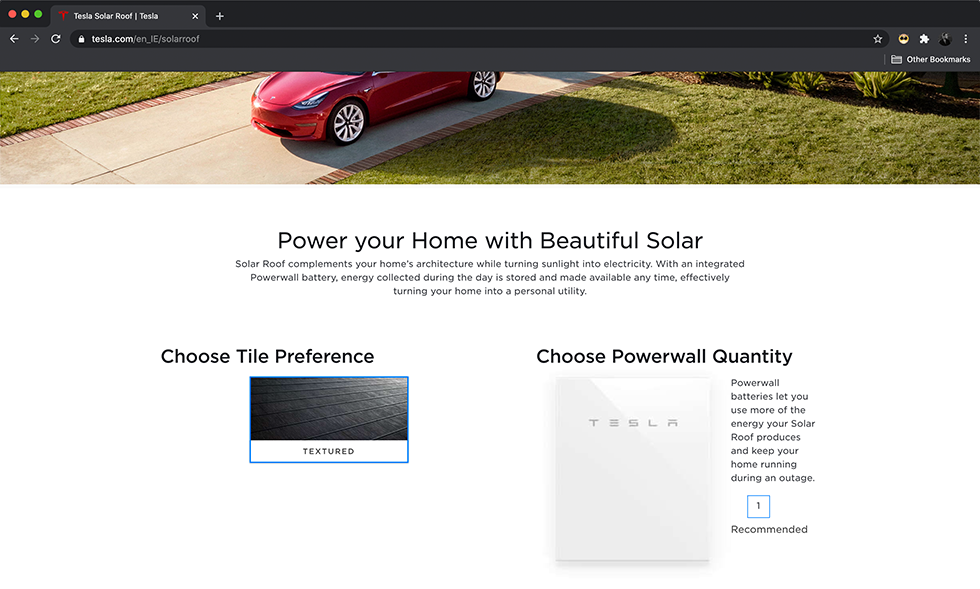 Tesla Solar Roof | Tesla
tesla.com/en_IE/solarroof
Other Bookmarks
Power your Home with Beautiful Solar
Solar Roof complements your home's architecture while turning sunlight into electricity. With an integrated
Powerwall battery, energy collected during the day is stored and made available any time, effectively
turning your home into a personal utility.
Choose Tile Preference
TEXTURED
Choose Powerwall Quantity
TESLA
Powerwall
batteries let you
use more of the
energy your Solar
Roof produces
and keep your
home running
during an outage.
1
Recommended